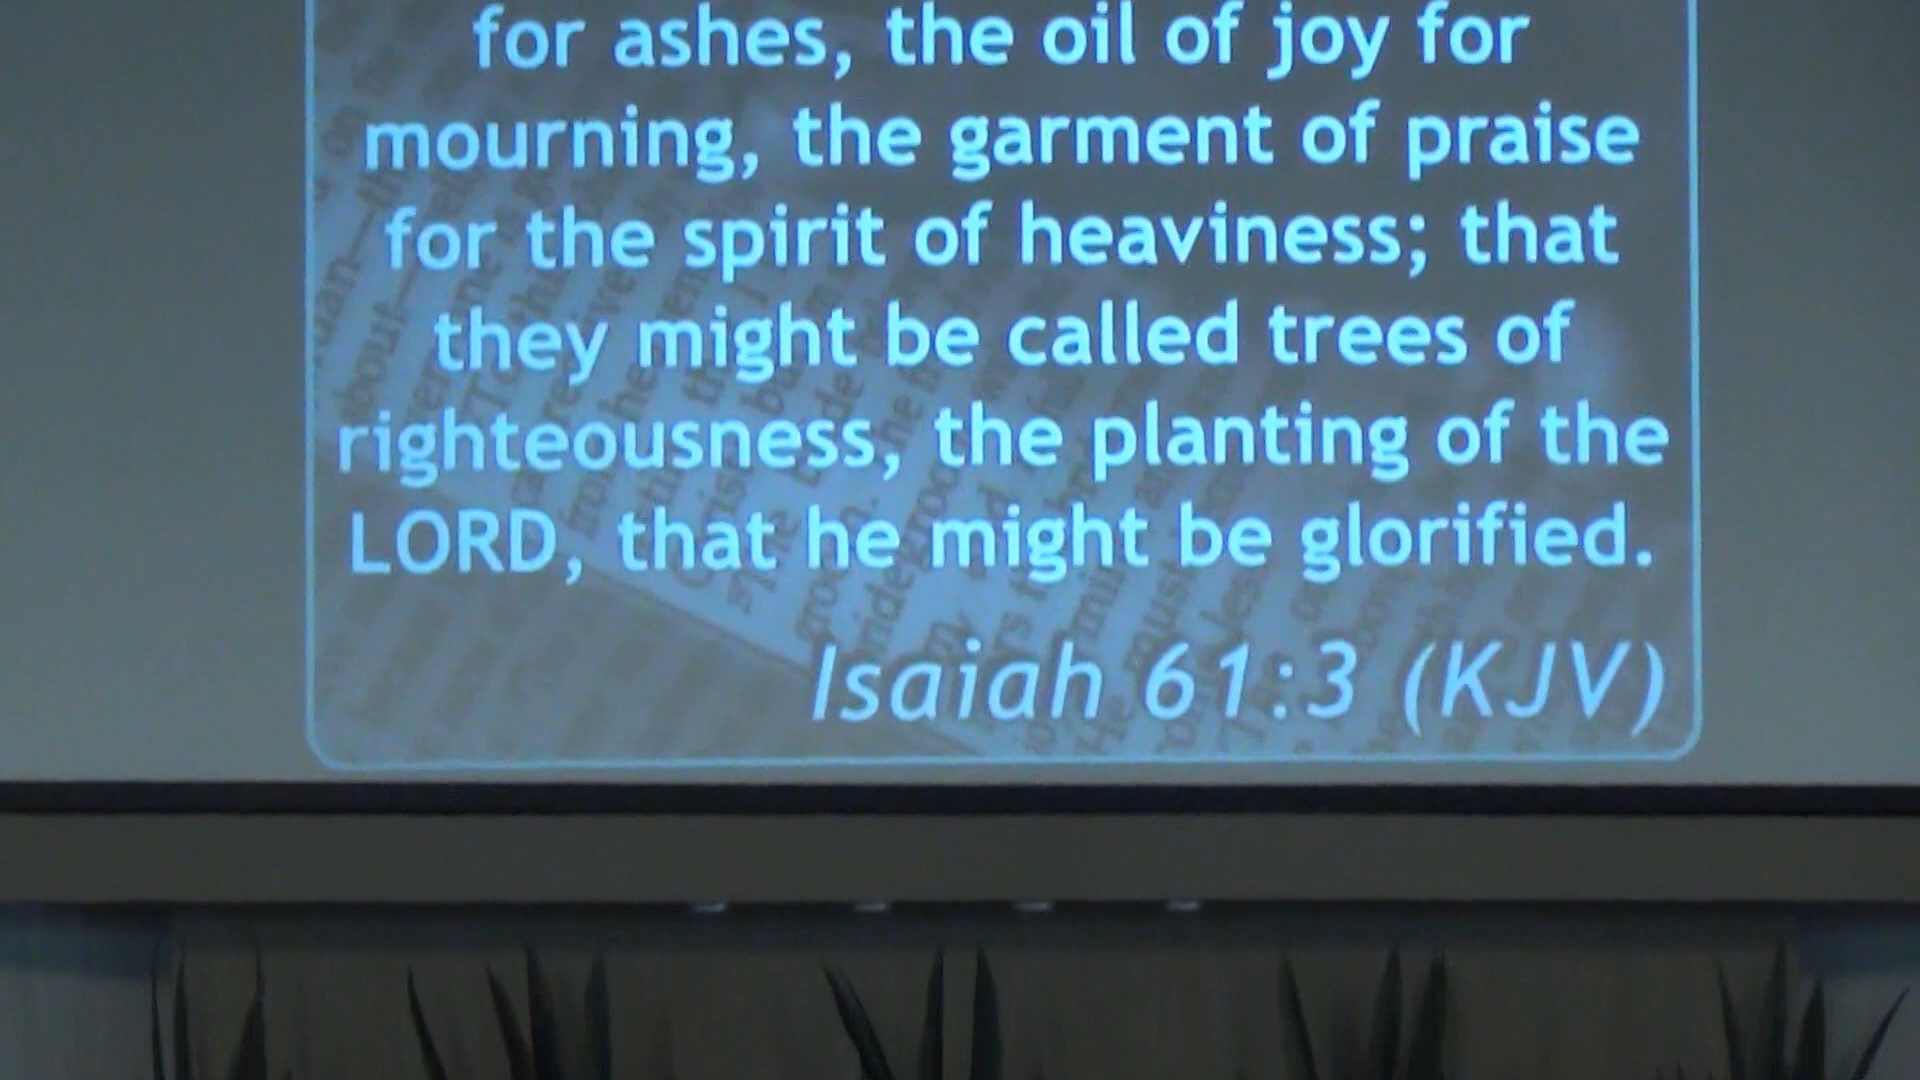 for ashes, the oil of joy for
mourning, the garment of praise
for the spirit of heaviness; that
they might be called trees of
righteousness, the planting of the
LORD, that he might be glorified.
Isaiah 61:3 (KJV)